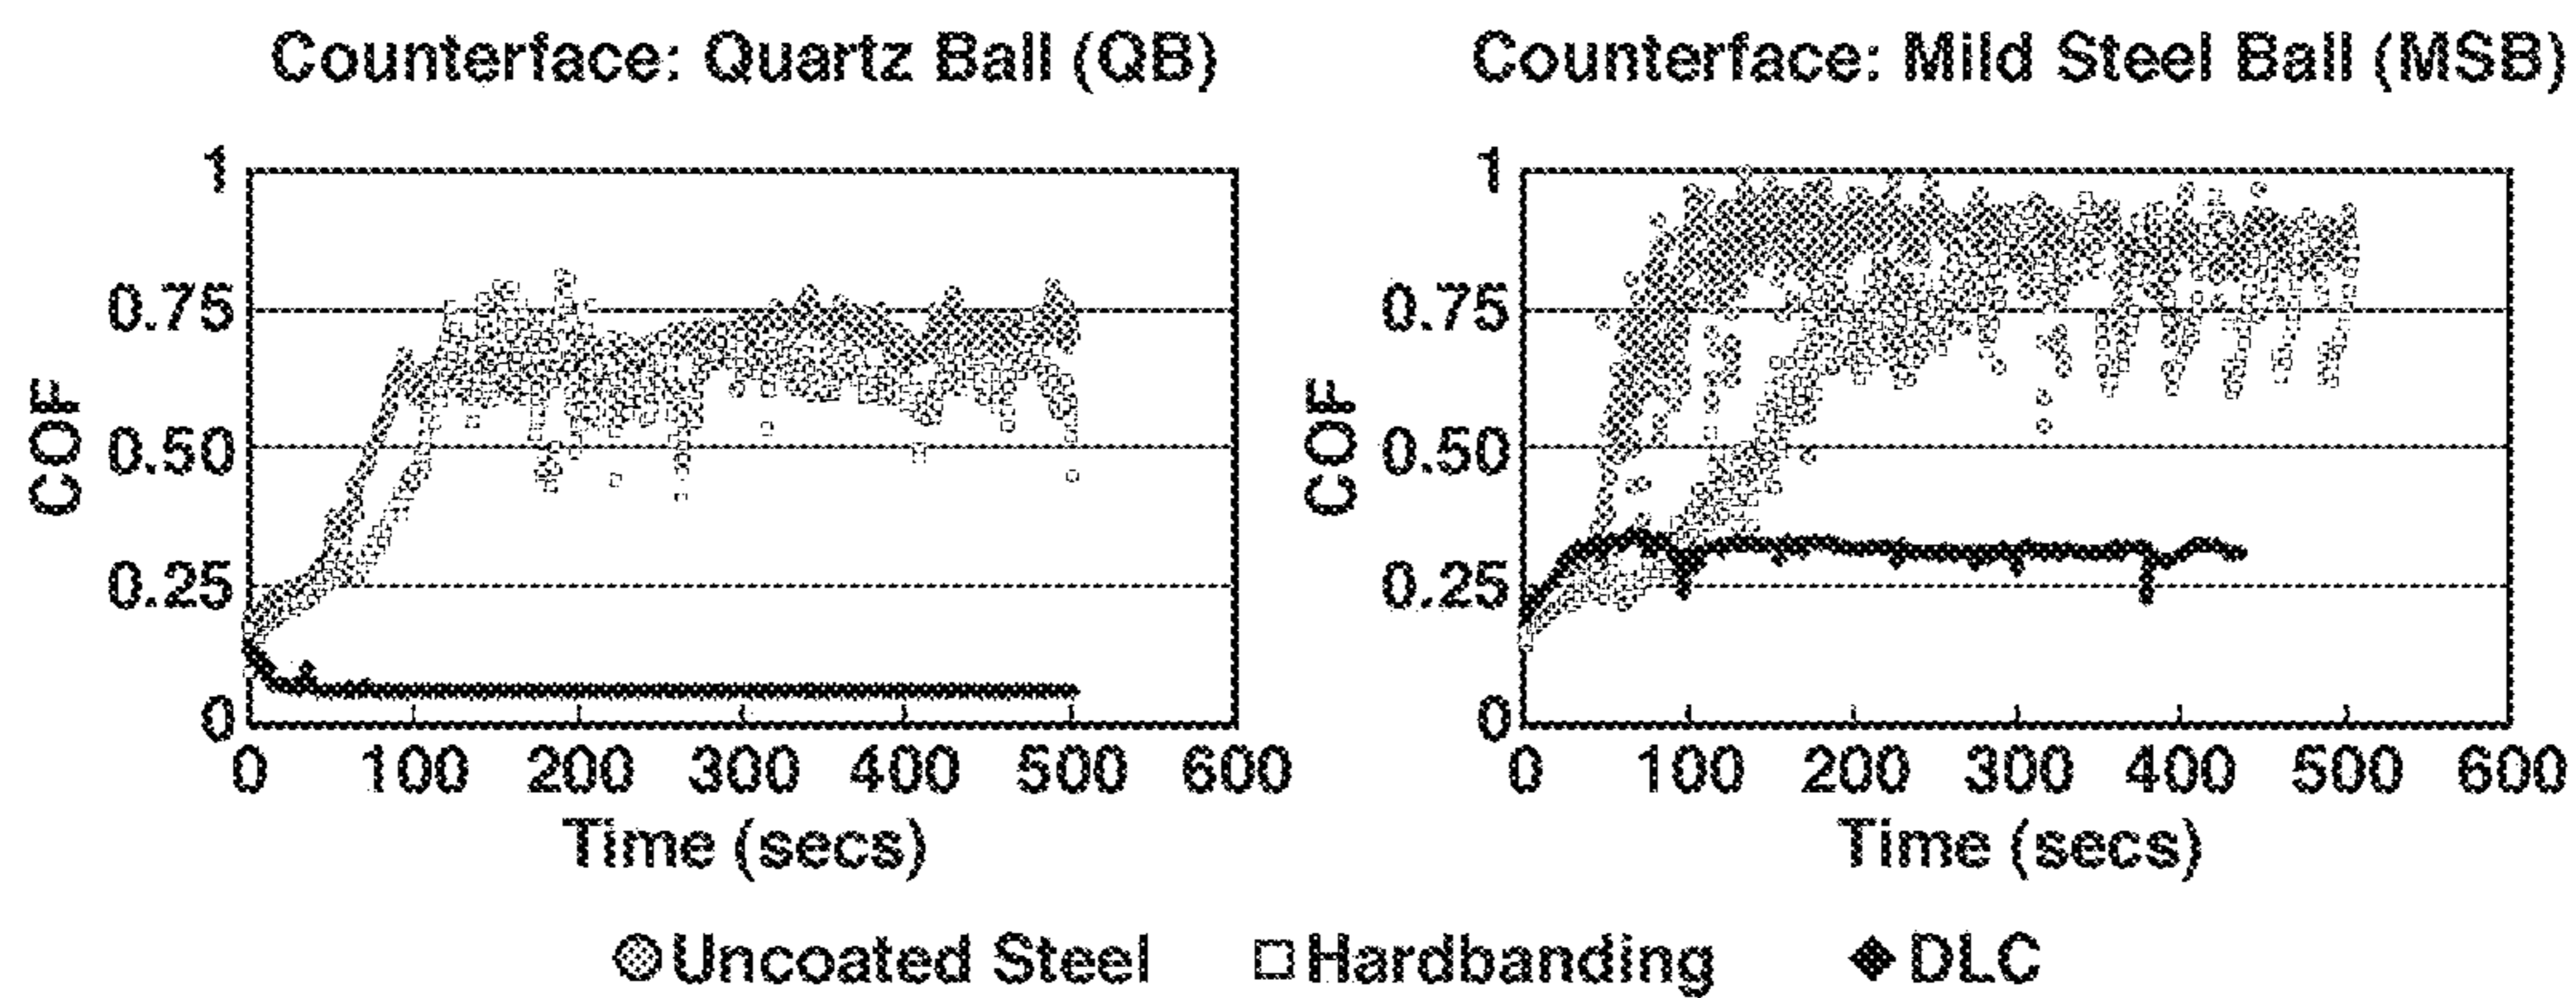 Counterface: Quartz Ball (QB)
1
0.75
0.50
0.25
0
COF
0 100 200 300 400 500 600
Time (secs)
Counterface: Mild Steel Ball (MSB)
1
0.75
0.50
0.25
0
COF
0 100 200 300 400 500 600
Time (secs)
Uncoated Steel Hardbanding DLC